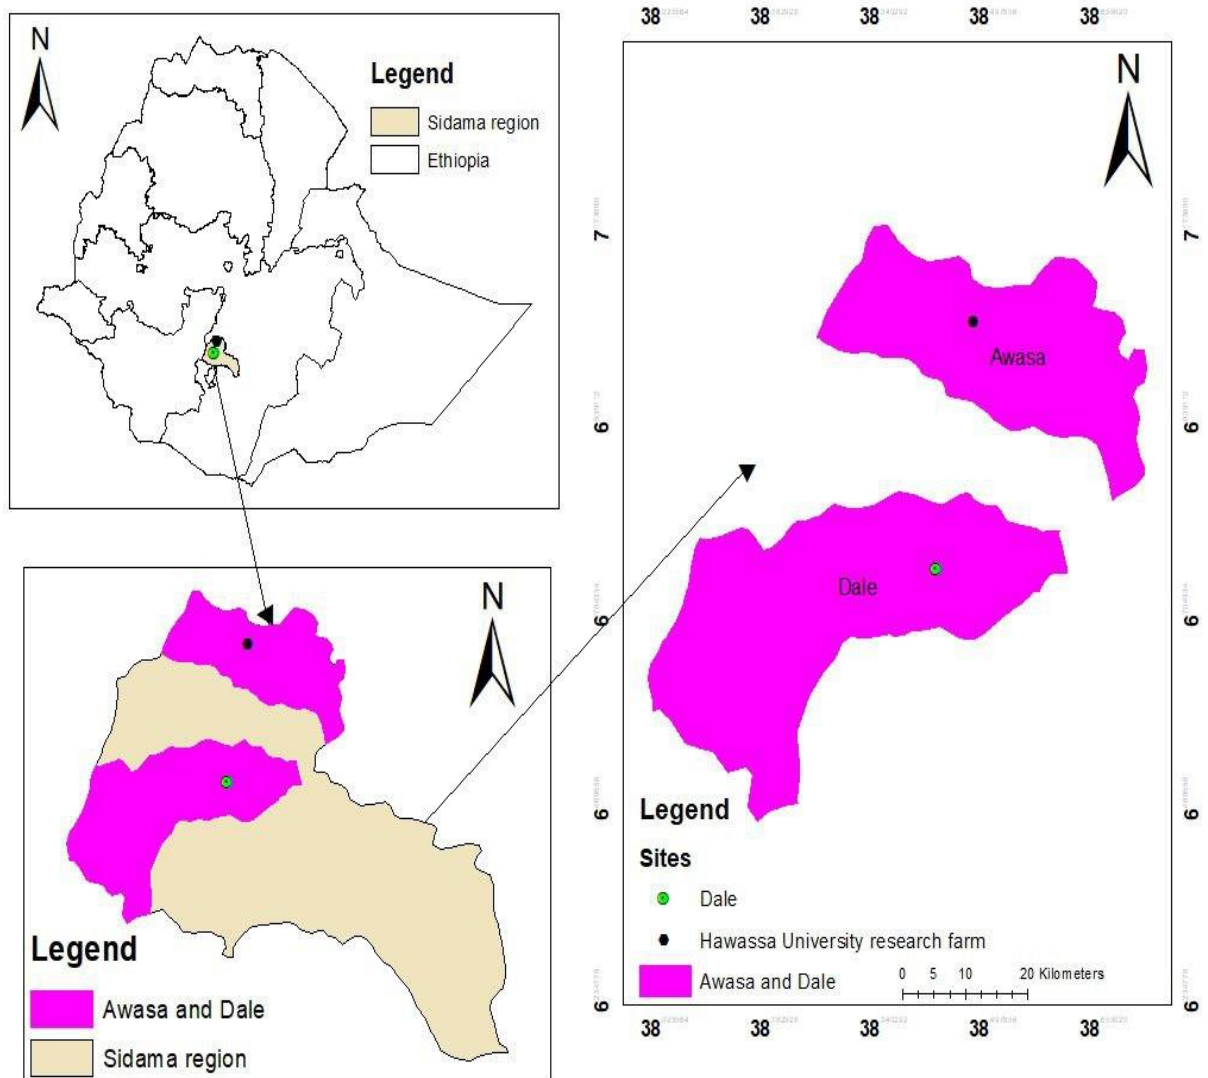 N
Legend
Sidama region
Ethiopia
N
Legend
Awasa and Dale
Sidama region
38 38 38 38 38
N
7 7
Awasa
6 6
Dale
6 6
6 6
Legend
Sites
Dale
Hawassa University research farm
Awasa and Dale
0 5 10 20 Kilometers
6 6
38 38 38 38 38